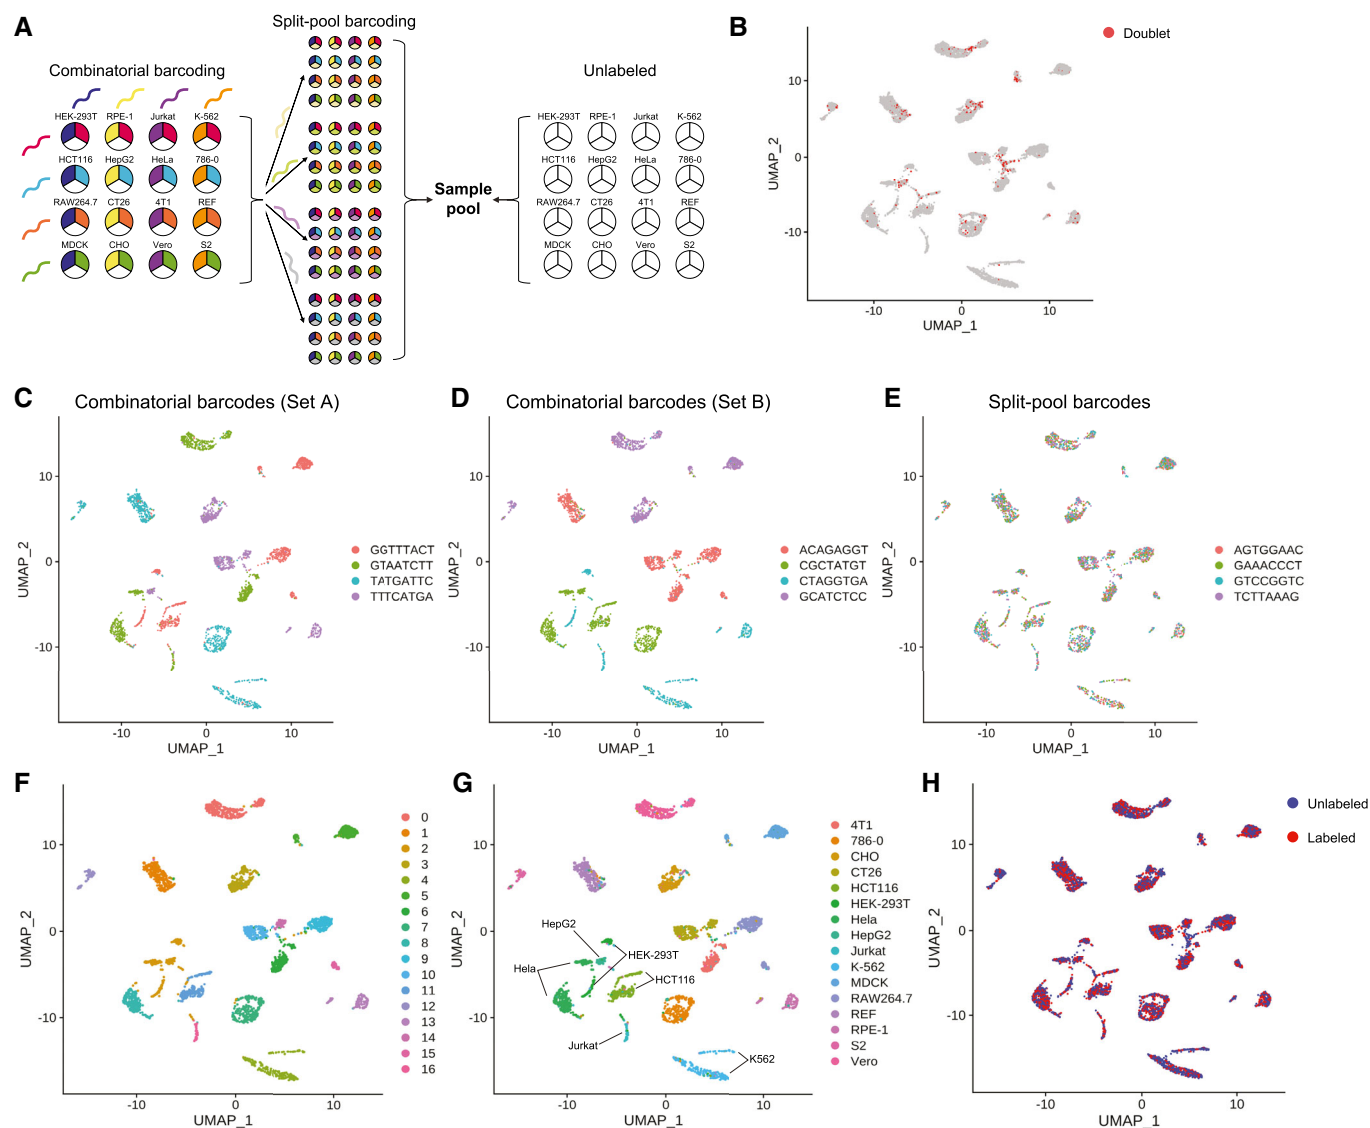 A
Split-pool barcoding
Combinatorial barcoding
Unlabeled
HEK-293T RPE-1 Jurkat K-562
HCT116 HepG2 HeLa 786-0
RAW264.7 CT26 4T1 REF
MDCK CHO Vero S2
Sample
pool
HEK-293T RPE-1 Jurkat K-562
HCT116 HepG2 HeLa 786-0
RAW264.7 CT26 4T1 REF
MDCK CHO Vero S2
B
Doublet
UMAP_2
10
0
-10
-10 0 10
UMAP_1
C
Combinatorial barcodes (Set A)
UMAP_2
10
0
-10
-10 0 10
UMAP_1
GGTTTACT
GTAATCTT
TATGATTC
TTTCATGA
D
Combinatorial barcodes (Set B)
UMAP_2
10
0
-10
-10 0 10
UMAP_1
ACAGAGGT
CGCTATGT
CTAGGTGA
GCATCTCC
E
Split-pool barcodes
UMAP_2
10
0
-10
-10 0 10
UMAP_1
AGTGGAAC
GAAACCCT
GTCCGGTC
TCTTAAAG
F
UMAP_2
10
0
-10
-10 0 10
UMAP_1
0
1
2
3
4
5
6
7
8
9
10
11
12
13
14
15
16
G
UMAP_2
10
0
-10
-10 0 10
UMAP_1
HepG2
HEK-293T
Hela
HCT116
Jurkat
K562
4T1
786-0
CHO
CT26
HCT116
HEK-293T
Hela
HepG2
Jurkat
K-562
MDCK
RAW264.7
REF
RPE-1
S2
Vero
H
UMAP_2
10
0
-10
-10 0 10
UMAP_1
Unlabeled
Labeled